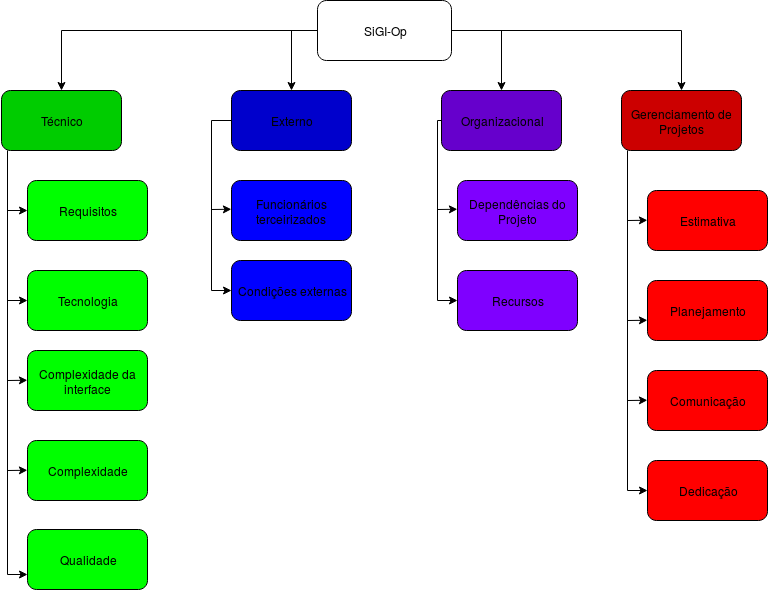 SiGI-Op
Técnico
Requisitos
Tecnologia
Complexidade da
interface
Complexidade
Qualidade
Externo
Funcionários
terceirizados
Condições externas
Organizacional
Dependências do
Projeto
Recursos
Gerenciamento de
Projetos
Estimativa
Planejamento
Comunicação
Dedicação